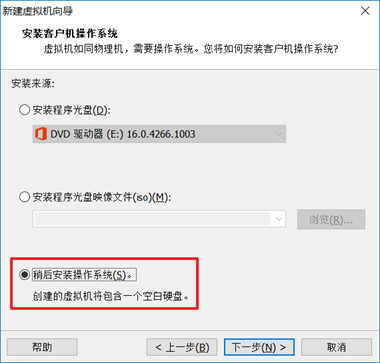 新建虚拟机向导
安装客户机操作系统
虚拟机如同物理机，需要操作系统。您将如何安装客户机操作系统?
安装来源:
安装程序光盘(D):
DVD 驱动器 (E:) 16.0.4266.1003
安装程序光盘映像文件(iso)(M):
浏览(R)...
稍后安装操作系统(S)。
创建的虚拟机将包含一个空白硬盘。
帮助
< 上一步(B)
下一步(N) >
取消